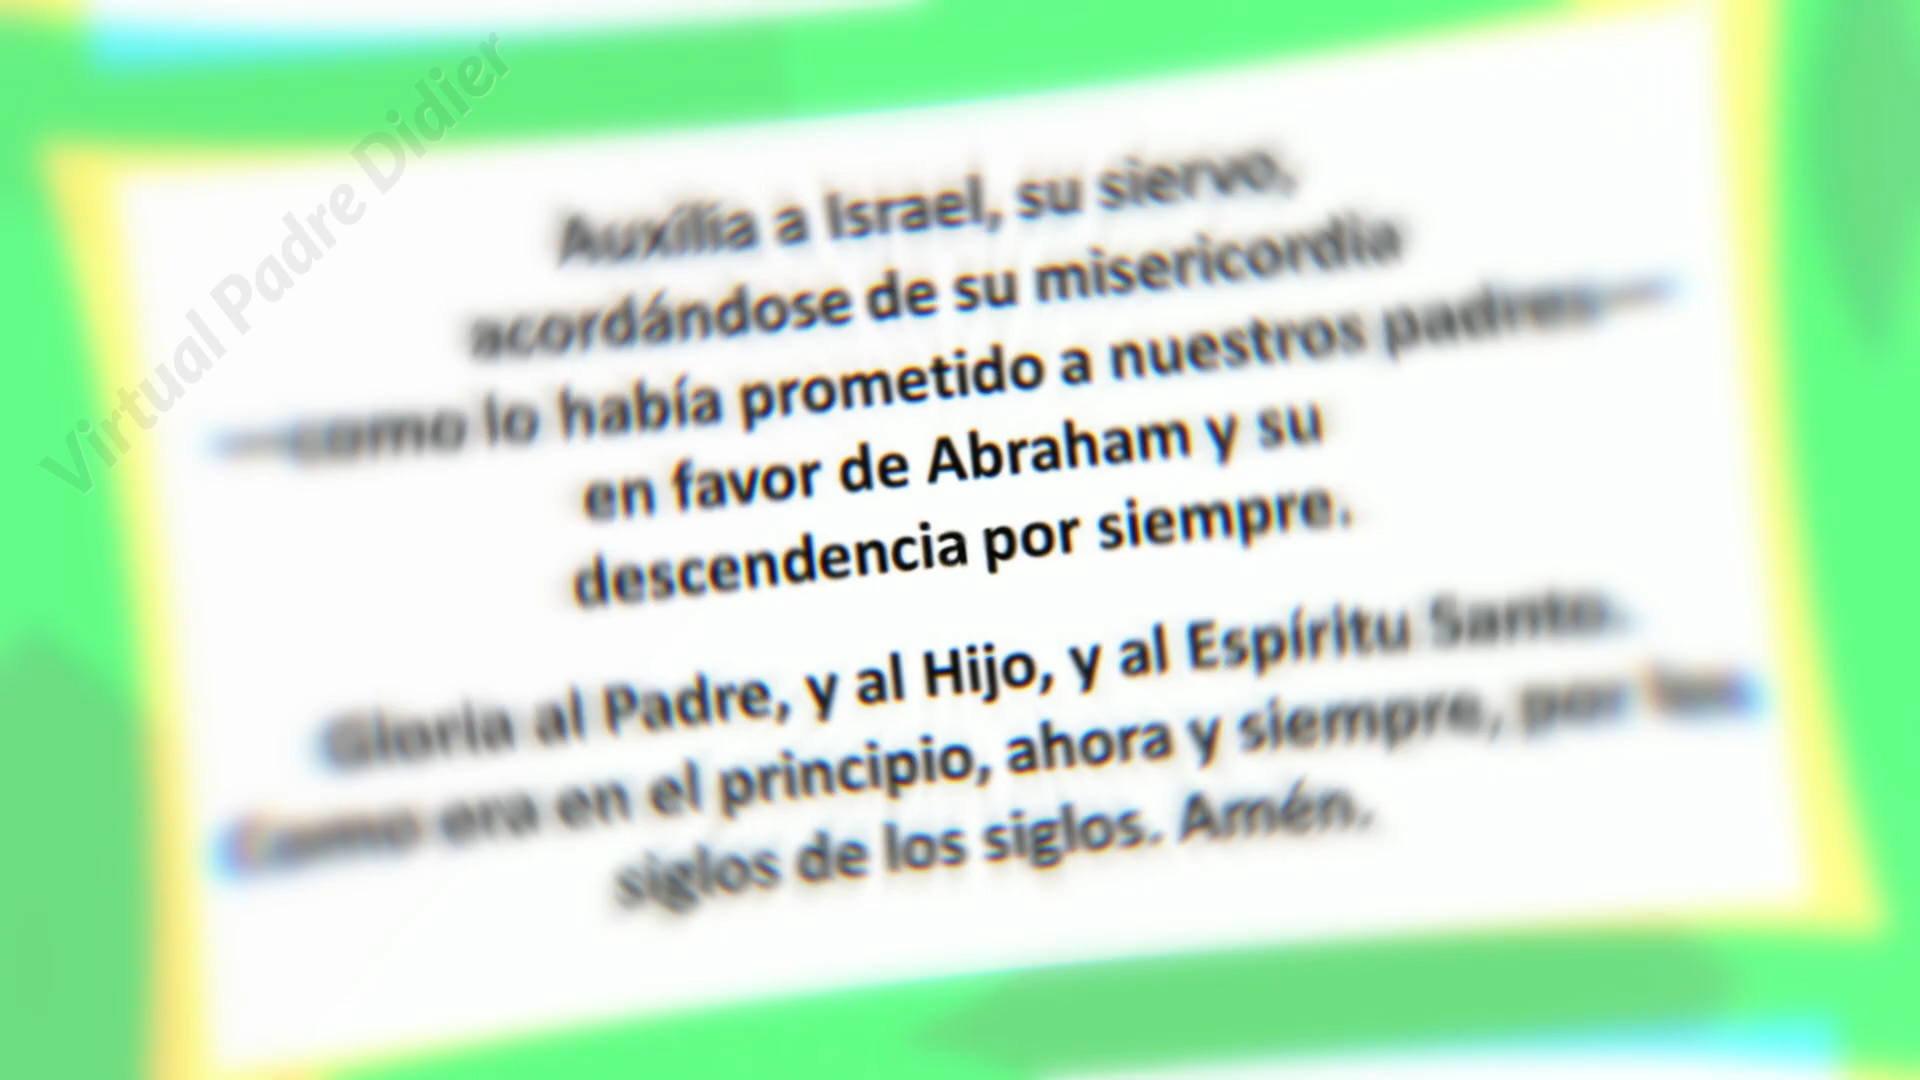 Virtual Padre Didier
Auxilia a Israel, su siervo,
acordándose de su misericordia
—como lo había prometido a nuestros padres—
en favor de Abraham y su
descendencia por siempre.
Gloria al Padre, y al Hijo, y al Espíritu Santo.
Como era en el principio, ahora y siempre, por los
siglos de los siglos. Amén.